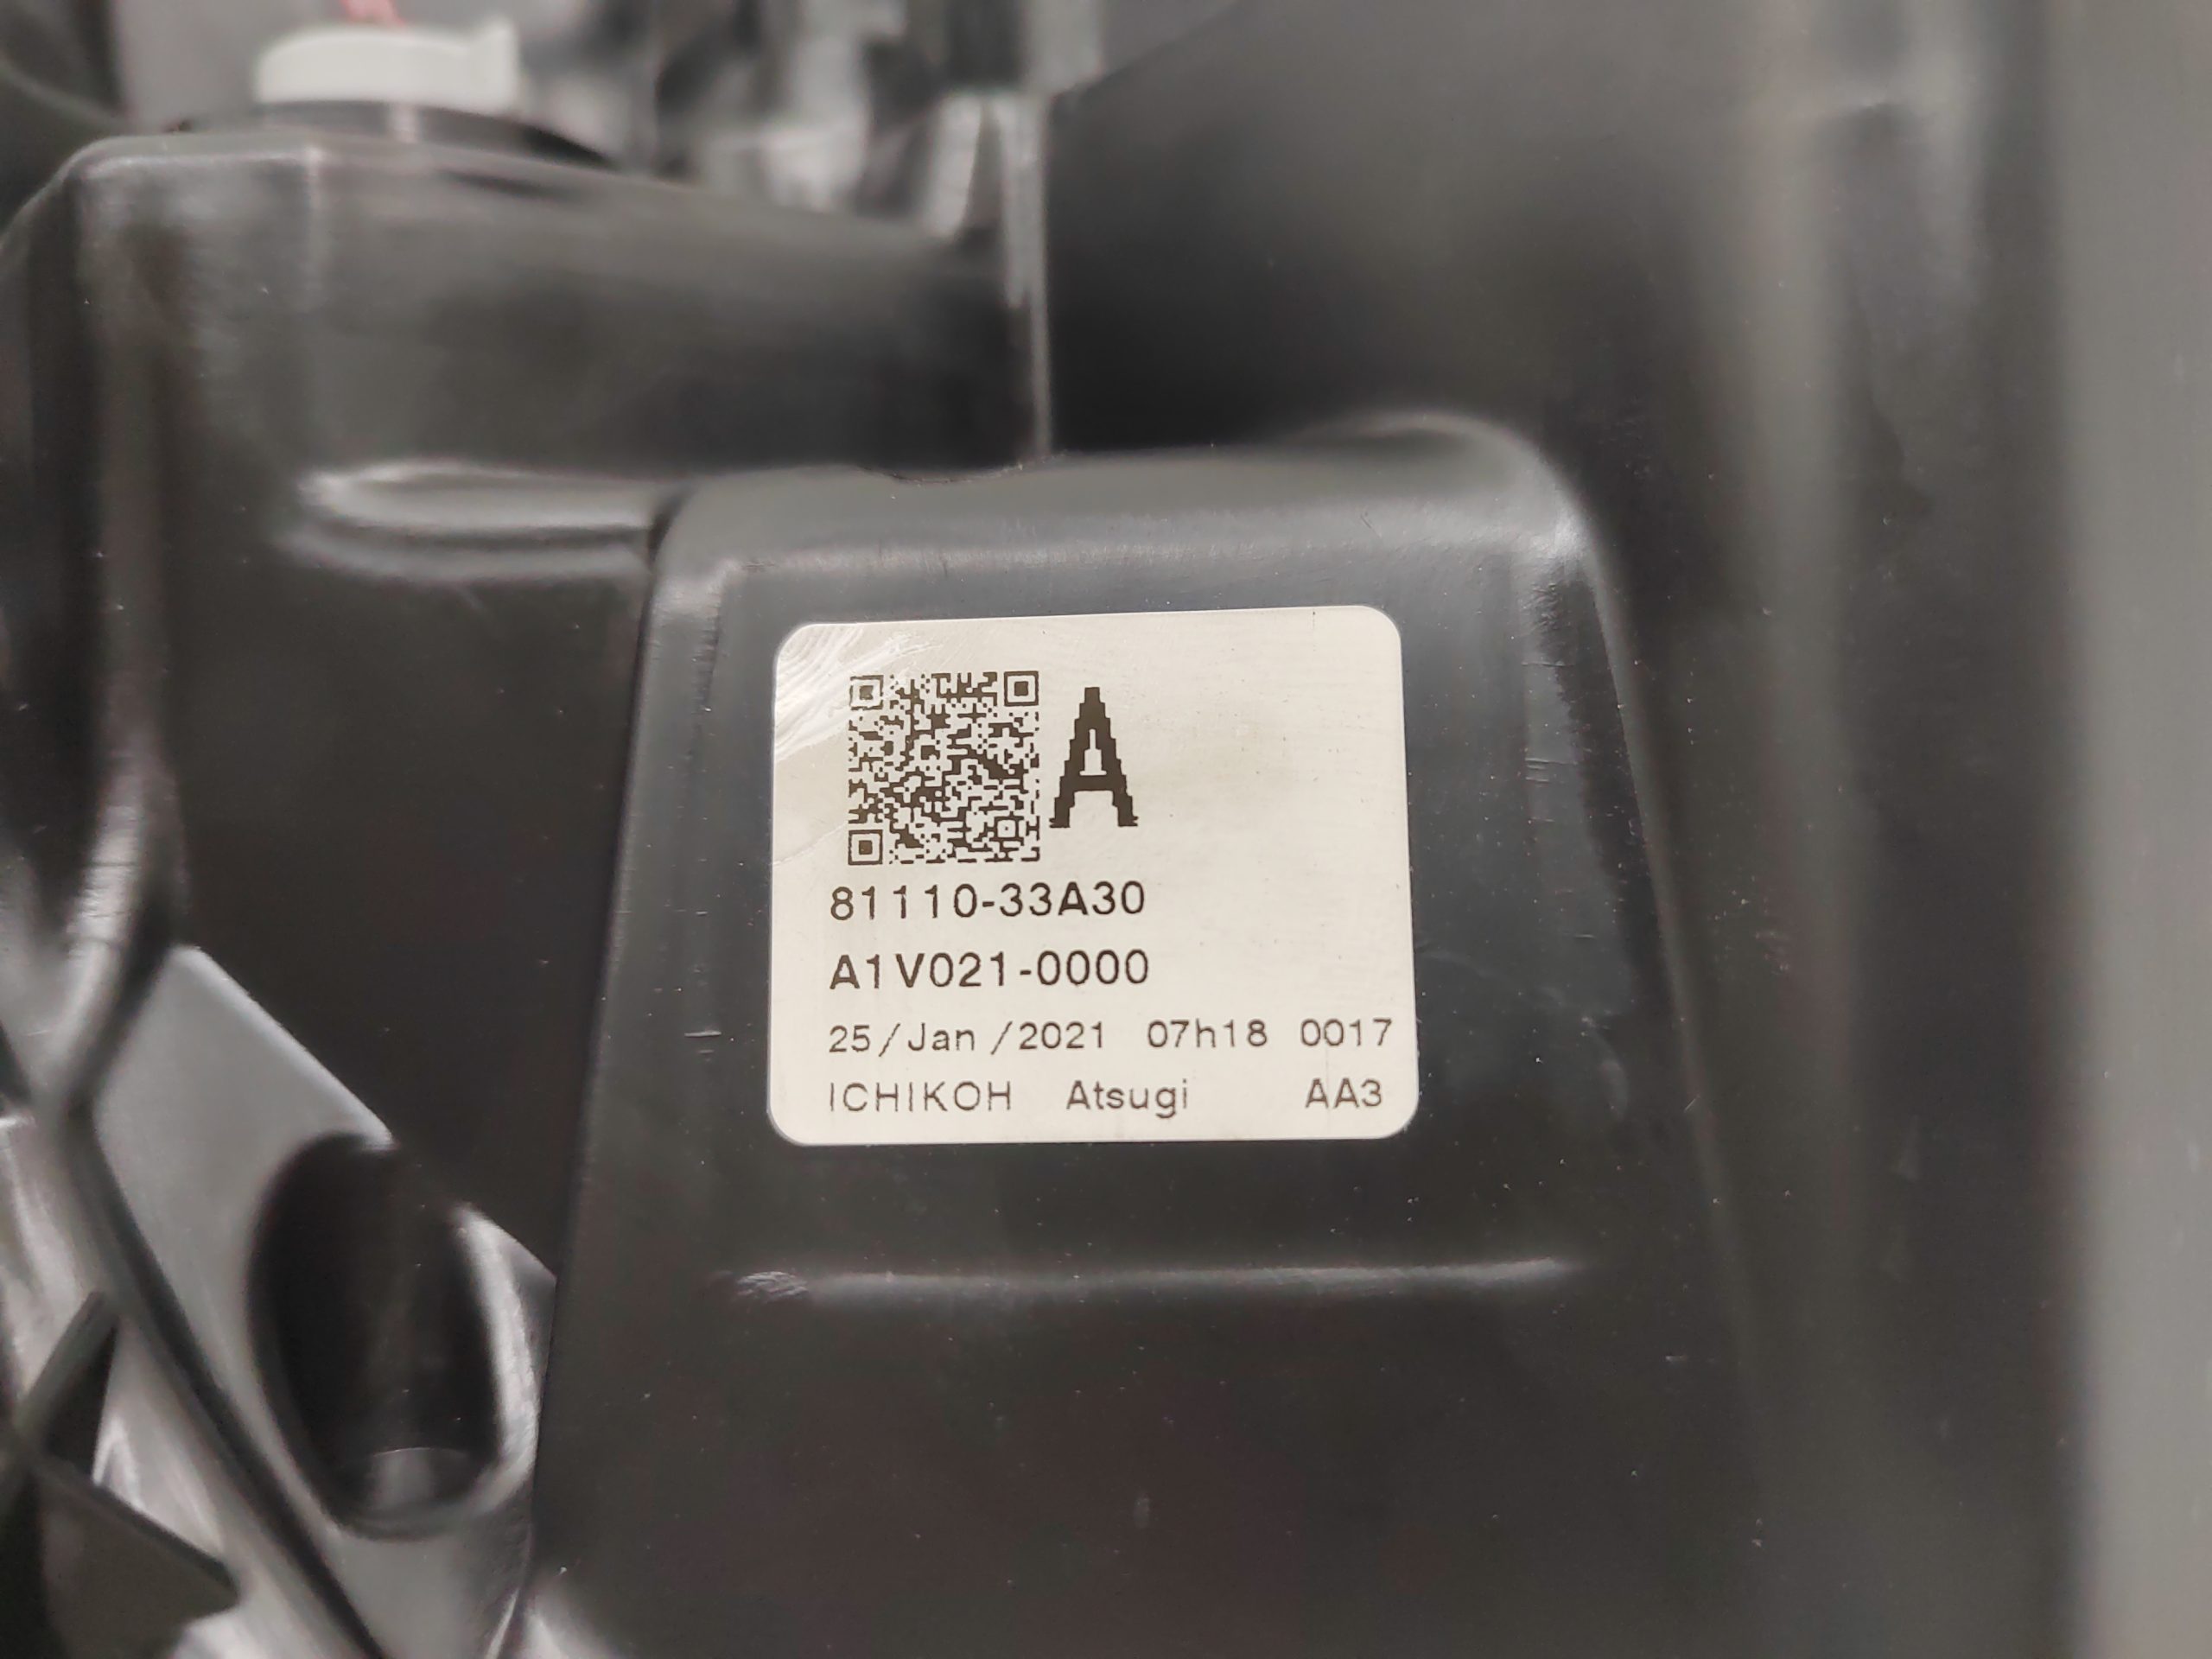 A
81110-33A30
A1V021-0000
25/Jan/2021 07h18 0017
ICHIKOH Atsugi AA3